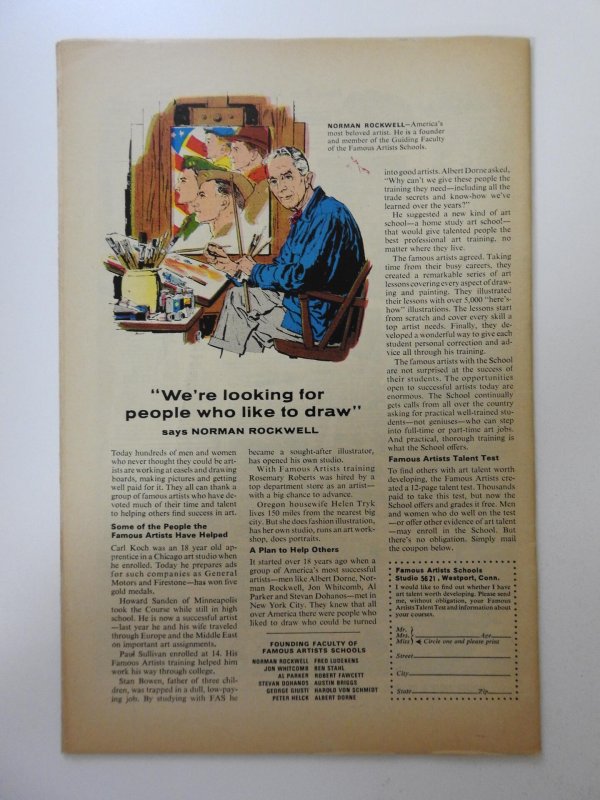 NORMAN ROCKWELL—America's
most beloved artist. He is a founder
and member of the Guiding Faculty
of the Famous Artists Schools.
"We're looking for
people who like to draw"
says NORMAN ROCKWELL
Today hundreds of men and women
who never thought they could be art-
ists are working at easels and drawing
boards, making pictures and getting
well paid for it. They all can thank a
group of famous artists who have de-
voted much of their time and talent
to helping others find success in art.
Some of the People the
Famous Artists Have Helped
Carl Koch was an 18 year old ap-
prentice in a Chicago art studio when
he enrolled. Today he prepares ads
for such companies as General
Motors and Firestone—has won five
gold medals.
Howard Sanden of Minneapolis
took the Course while still in high
school. He is now a successful artist
—last year he and his wife traveled
through Europe and the Middle East
on important art assignments.
Paul Sullivan enrolled at 14. His
Famous Artists training helped him
work his way through college.
Stan Bowen, father of three chil-
dren, was trapped in a dull, low-pay-
ing job. By studying with FAS he
became a sought-after illustrator,
has opened his own studio.
With Famous Artists training
Rosemary Roberts was hired by a
top department store as an artist—
with a big chance to advance.
Oregon housewife Helen Tryk
lives 150 miles from the nearest big
city. But she does fashion illustration,
has her own studio, runs an art work-
shop, does portraits.
A Plan to Help Others
It started over 18 years ago when a
group of America's most successful
artists—men like Albert Dorne, Nor-
man Rockwell, Jon Whitcomb, Al
Parker and Stevan Dohanos—met in
New York City. They knew that all
over America there were people who
liked to draw who could be turned
FOUNDING FACULTY OF
FAMOUS ARTISTS SCHOOLS
NORMAN ROCKWELL FRED LUDEKENS
JON WHITCOMB BEN STAHL
AL PARKER ROBERT FAWCETT
STEVAN DOHANOS AUSTIN BRIGGS
GEORGE GIUSTI HAROLD VON SCHMIDT
PETER HELCK ALBERT DORNE
into good artists. Albert Dorne asked,
"Why can't we give these people the
training they need—including all the
trade secrets and know-how we've
learned over the years?"
He suggested a new kind of art
school—a home study art school—
that would give talented people the
best professional art training, no
matter where they live.
The famous artists agreed. Taking
time from their busy careers, they
created a remarkable series of art
lessons covering every aspect of draw-
ing and painting. They illustrated
their lessons with over 5,000 "here's-
how" illustrations. The lessons start
from scratch and cover every skill a
top artist needs. Finally, they de-
veloped a wonderful way to give each
student personal correction and ad-
vice all through his training.
The famous artists with the School
are not surprised at the success of
their students. The opportunities
open to successful artists today are
enormous. The School continually
gets calls from all over the country
asking for practical well-trained stu-
dents—not geniuses—who can step
into full-time or part-time art jobs.
And practical, thorough training is
what the School offers.
Famous Artists Talent Test
To find others with art talent worth
developing, the Famous Artists cre-
ated a 12-page talent test. Thousands
paid to take this test, but now the
School offers and grades it free. Men
and women who do well on the test
—or offer other evidence of art talent
—may enroll in the School. But
there's no obligation. Simply mail
the coupon below.
Famous Artists Schools
Studio 5621, Westport, Conn.
I would like to find out whether I have
art talent worth developing. Please send
me, without obligation, your Famous
Artists Talent Test and information about
your courses.
Mr.
Mrs. Age
Miss Circle one and please print
Street
City
State Zip